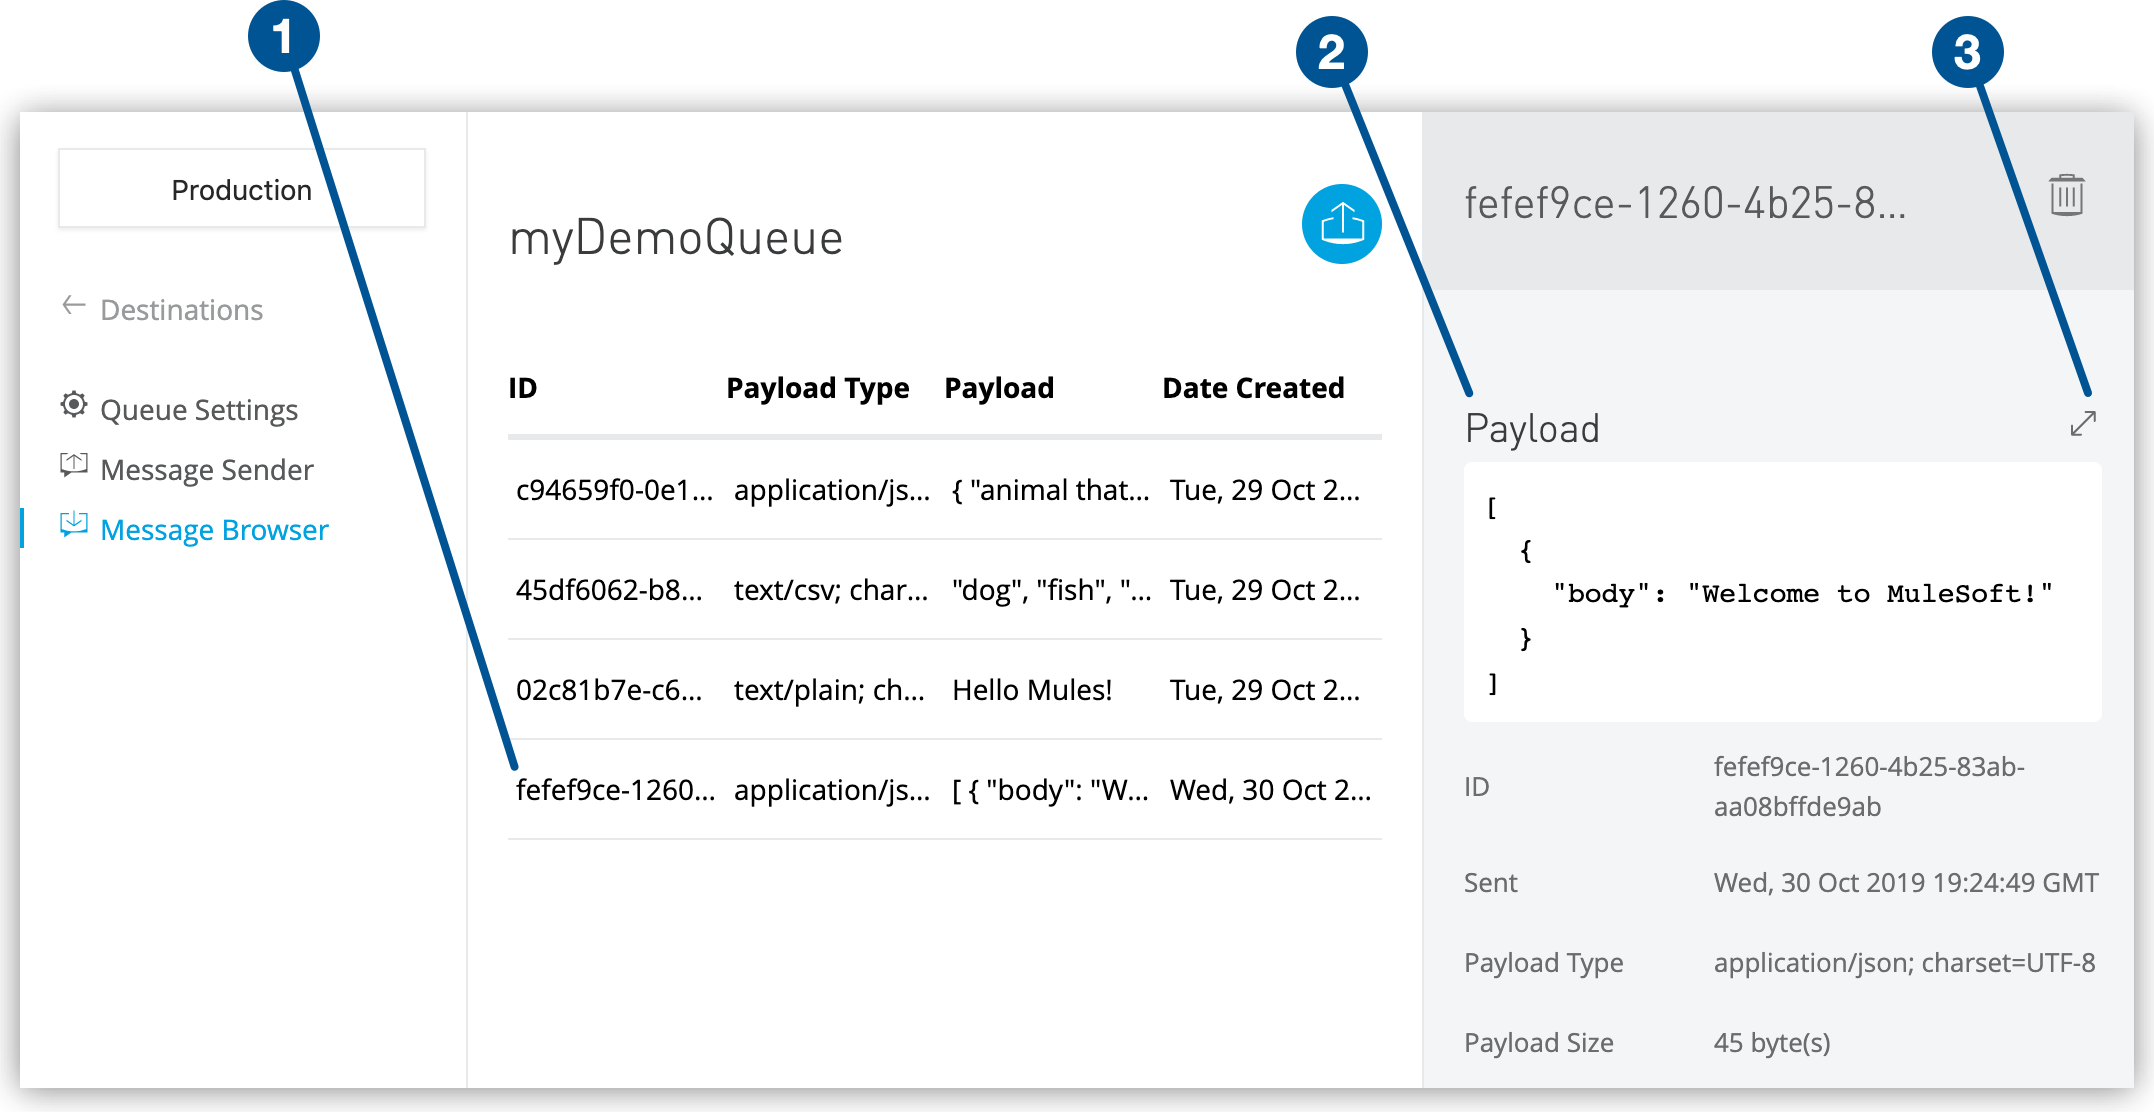 1
2
3
Production
Destinations
Queue Settings
Message Sender
Message Browser
myDemoQueue
ID Payload Type Payload Date Created
c94659f0-0e1... application/js... { "animal that... Tue, 29 Oct 2...
45df6062-b8... text/csv; char... "dog", "fish", "... Tue, 29 Oct 2...
02c81b7e-c6... text/plain; ch... Hello Mules! Tue, 29 Oct 2...
fefef9ce-1260... application/js... [ { "body": "W... Wed, 30 Oct 2...
fefef9ce-1260-4b25-8...
Payload
[
{
"body": "Welcome to MuleSoft!"
}
]
ID fefef9ce-1260-4b25-83ab-
aa08bffde9ab
Sent Wed, 30 Oct 2019 19:24:49 GMT
Payload Type application/json; charset=UTF-8
Payload Size 45 byte(s)